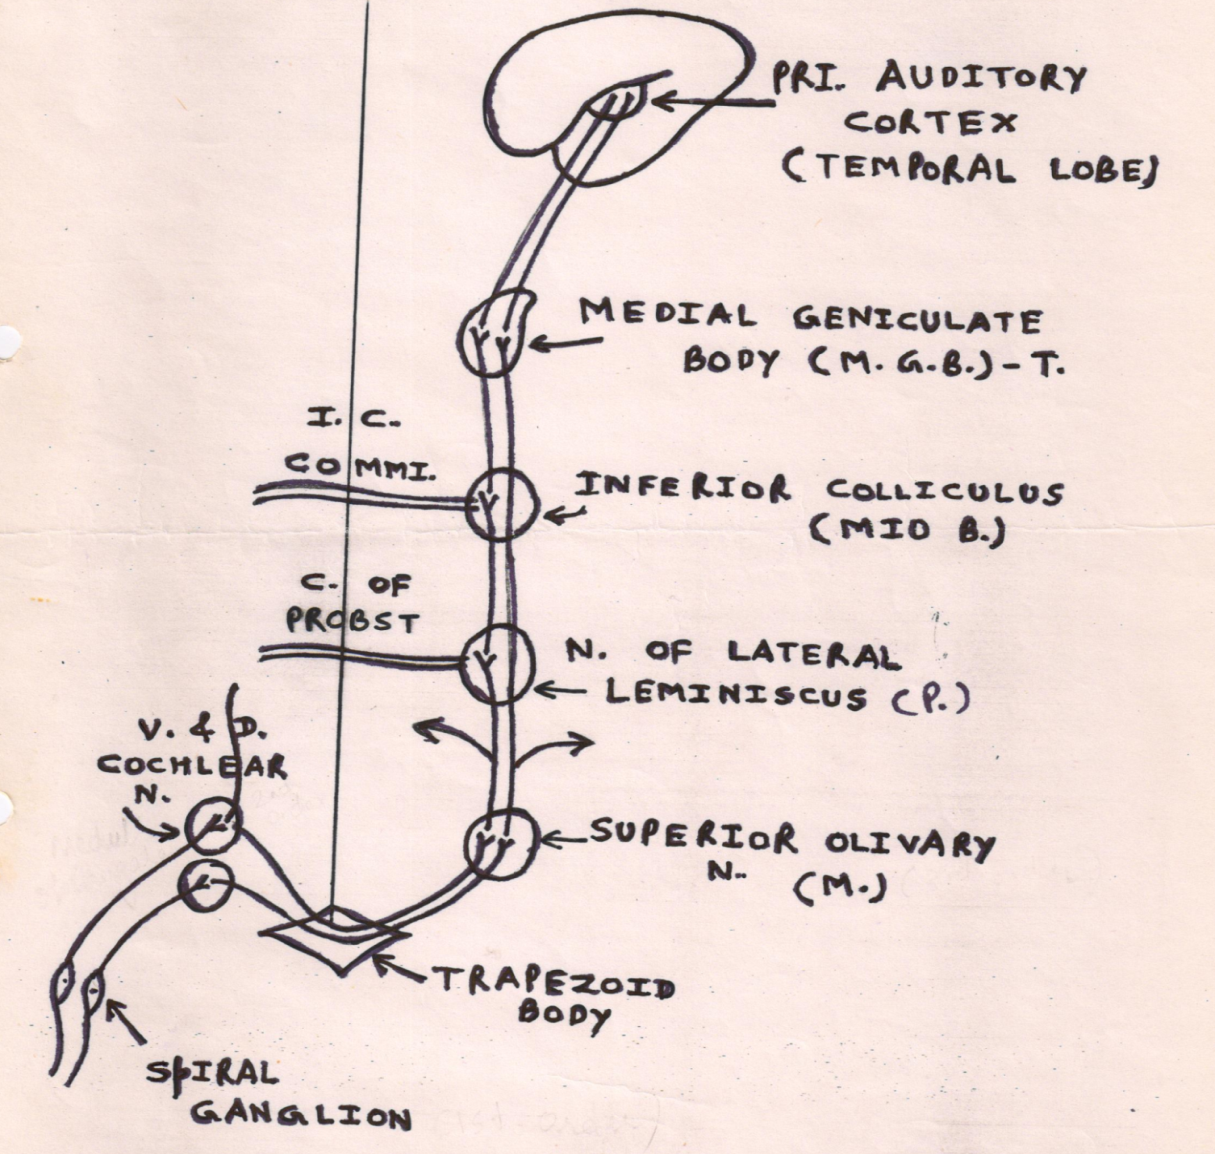 PRI. AUDITORY
CORTEX
(TEMPORAL LOBE)
MEDIAL GENICULATE
BODY (M.G.B.)-T.
I. C.
COMMI.
INFERIOR COLLICULUS
(MID B.)
C. OF
PROBST
N. OF LATERAL
LEMINISCUS (P.)
V. & D.
COCHLEAR
N.
SUPERIOR OLIVARY
N. (M.)
TRAPEZOID
BODY
SPIRAL
GANGLION